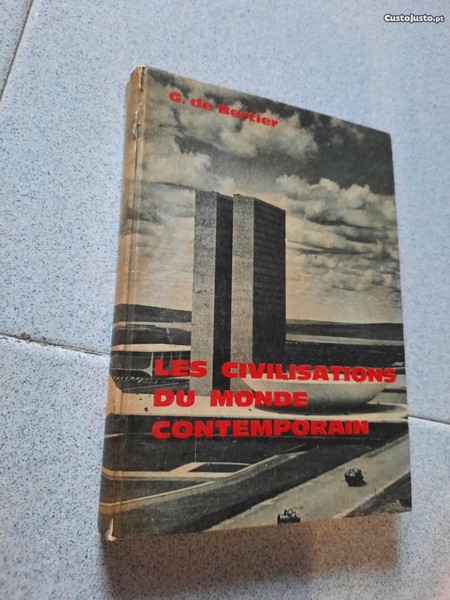 CustoJusto.pt
G. de Bertier
LES CIVILISATIONS
DU MONDE
CONTEMPORAIN